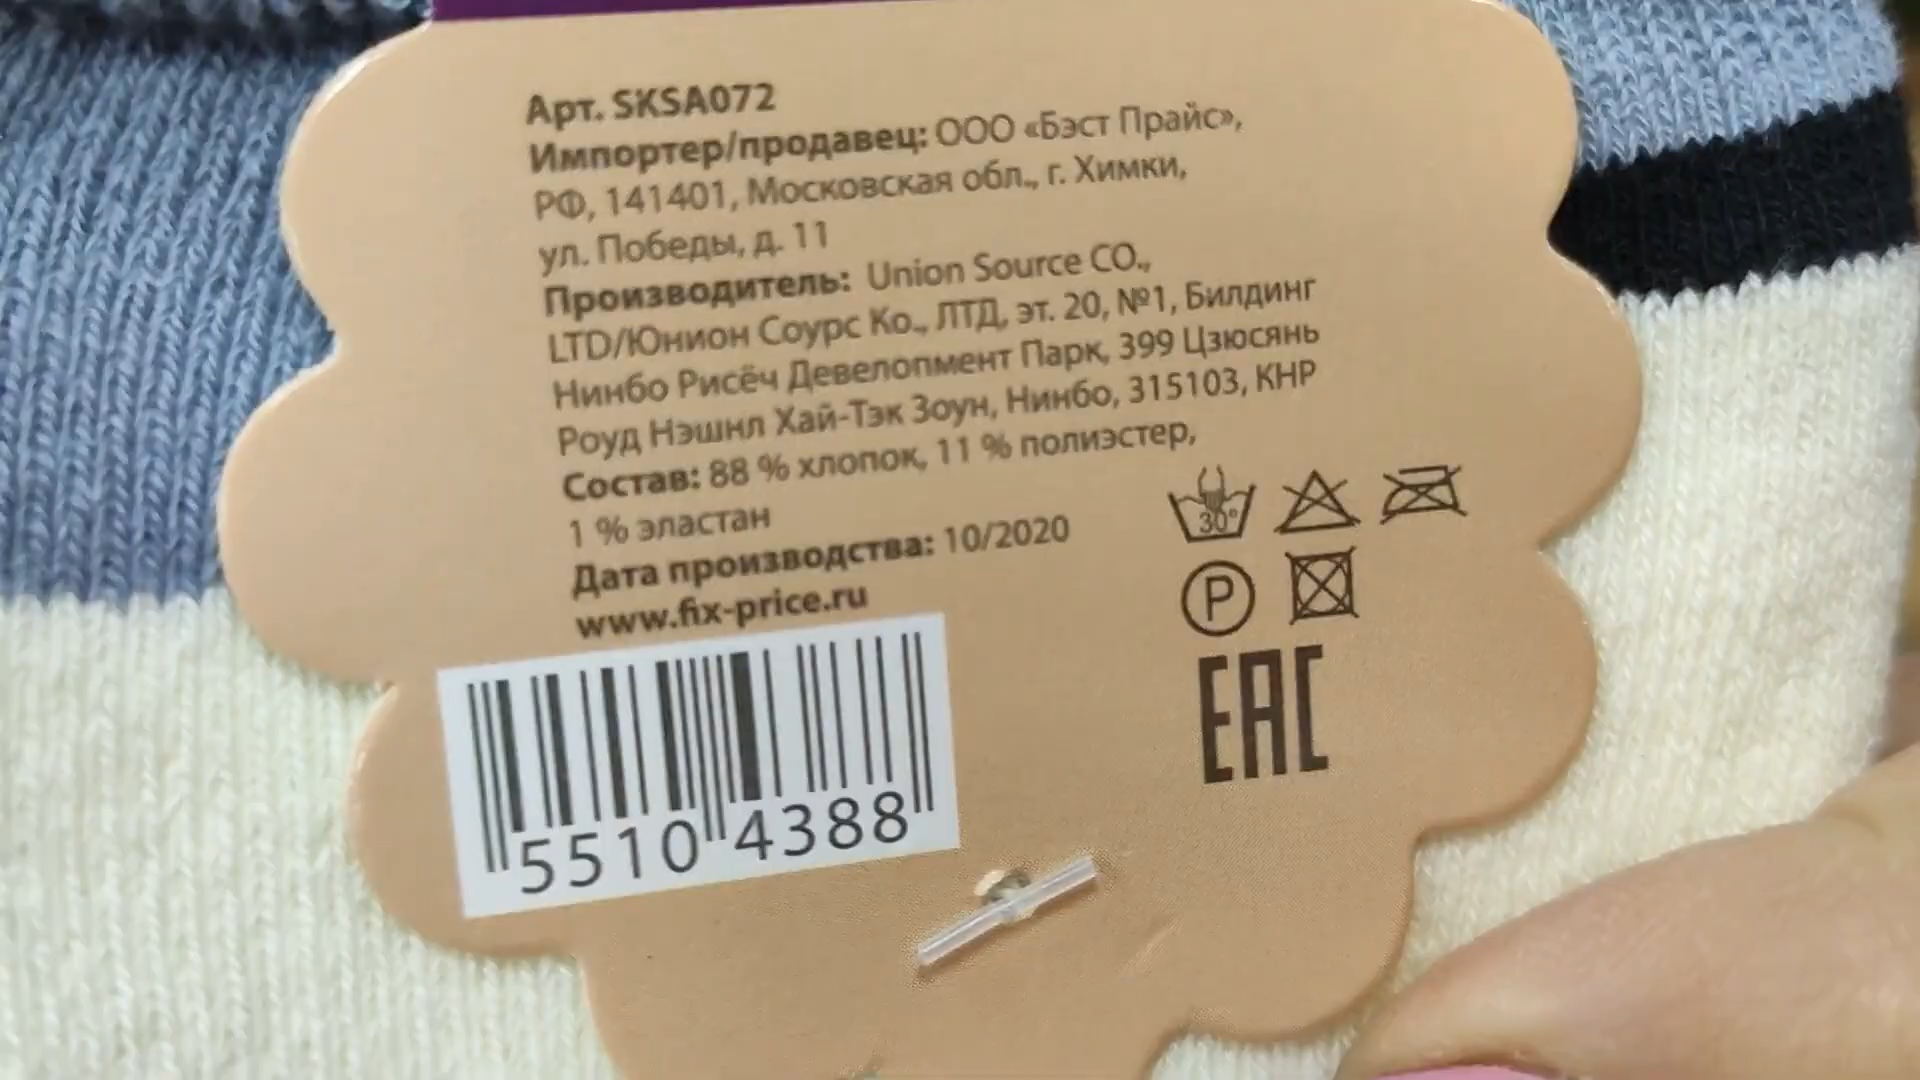 Арт. SKSA072
Импортер/продавец: ООО «Бэст Прайс»,
РФ, 141401, Московская обл., г. Химки,
ул. Победы, д. 11
Производитель: Union Source CO.,
LTD/Юнион Соурс Ко., ЛТД, эт. 20, №1, Билдинг
Нинбо Рисёч Девелопмент Парк, 399 Цзюсянь
Роуд Нэшнл Хай-Тэк Зоун, Нинбо, 315103, КНР
Состав: 88 % хлопок, 11 % полиэстер,
1 % эластан
Дата производства: 10/2020
www.fix-price.ru
30°
P
EAC
5510 4388